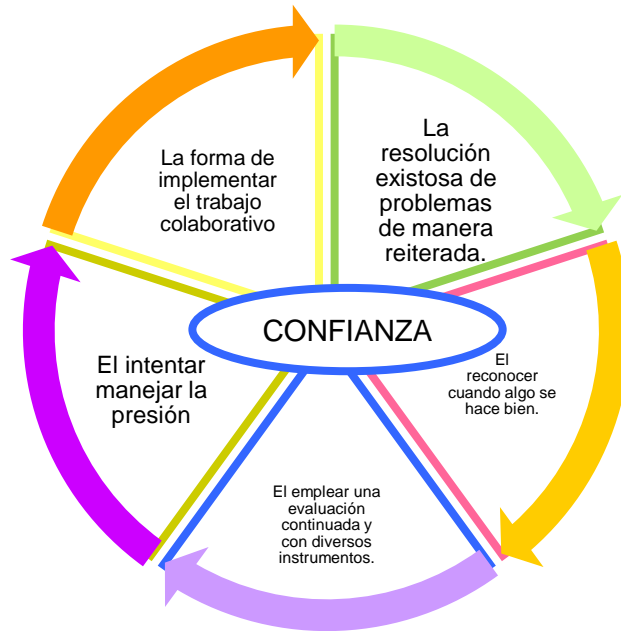 La forma de
implementar
el trabajo
colaborativo
La
resolución
existosa de
problemas
de manera
reiterada.
CONFIANZA
El intentar
manejar la
presión
El
reconocer
cuando algo se
hace bien.
El emplear una
evaluación
continuada y
con diversos
instrumentos.